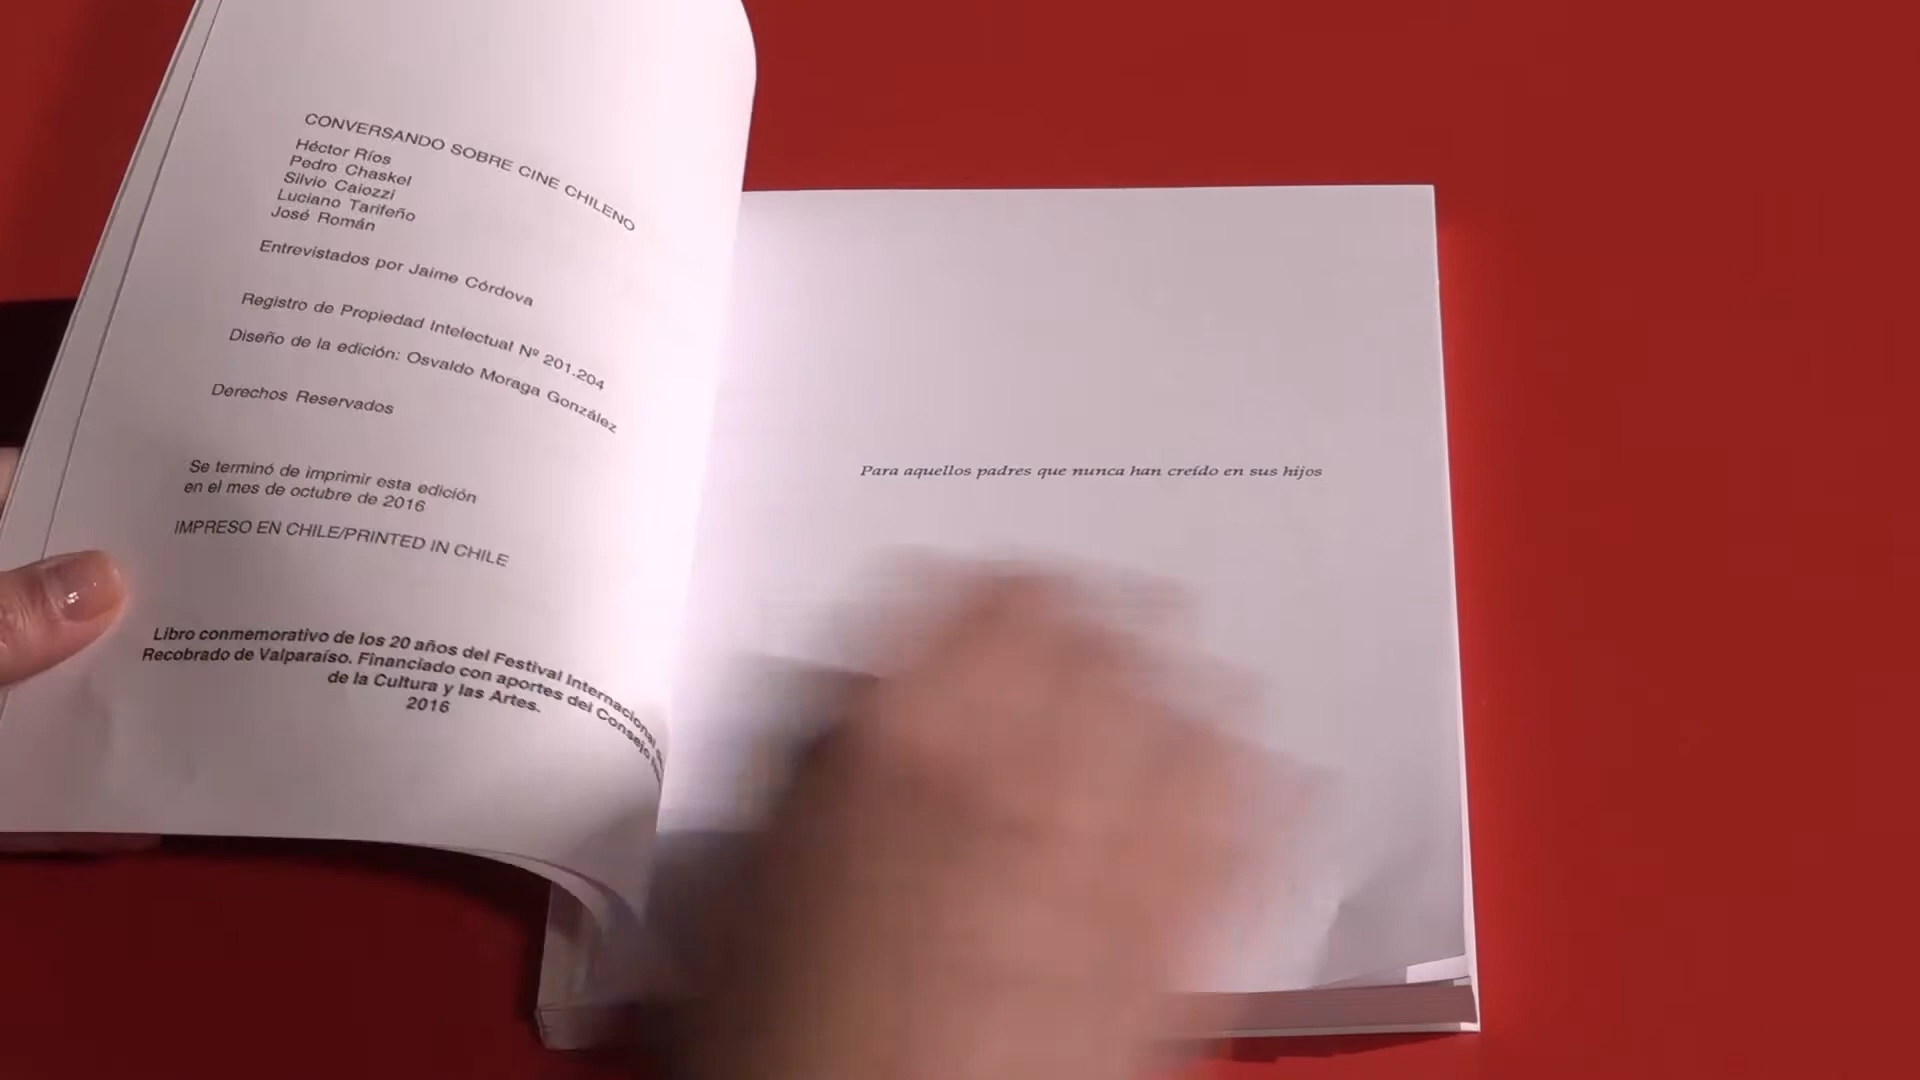 CONVERSANDO SOBRE CINE CHILENO
Héctor Ríos
Pedro Chaskel
Silvio Caiozzi
Luciano Tarifeño
José Román
Entrevistados por Jaime Córdova
Registro de Propiedad Intelectual Nº 201.204
Diseño de la edición: Osvaldo Moraga González
Derechos Reservados
Se terminó de imprimir esta edición
en el mes de octubre de 2016
IMPRESO EN CHILE/PRINTED IN CHILE
Libro conmemorativo de los 20 años del Festival Internacional
Recobrado de Valparaíso. Financiado con aportes del Consejo
de la Cultura y las Artes.
2016
Para aquellos padres que nunca han creído en sus hijos